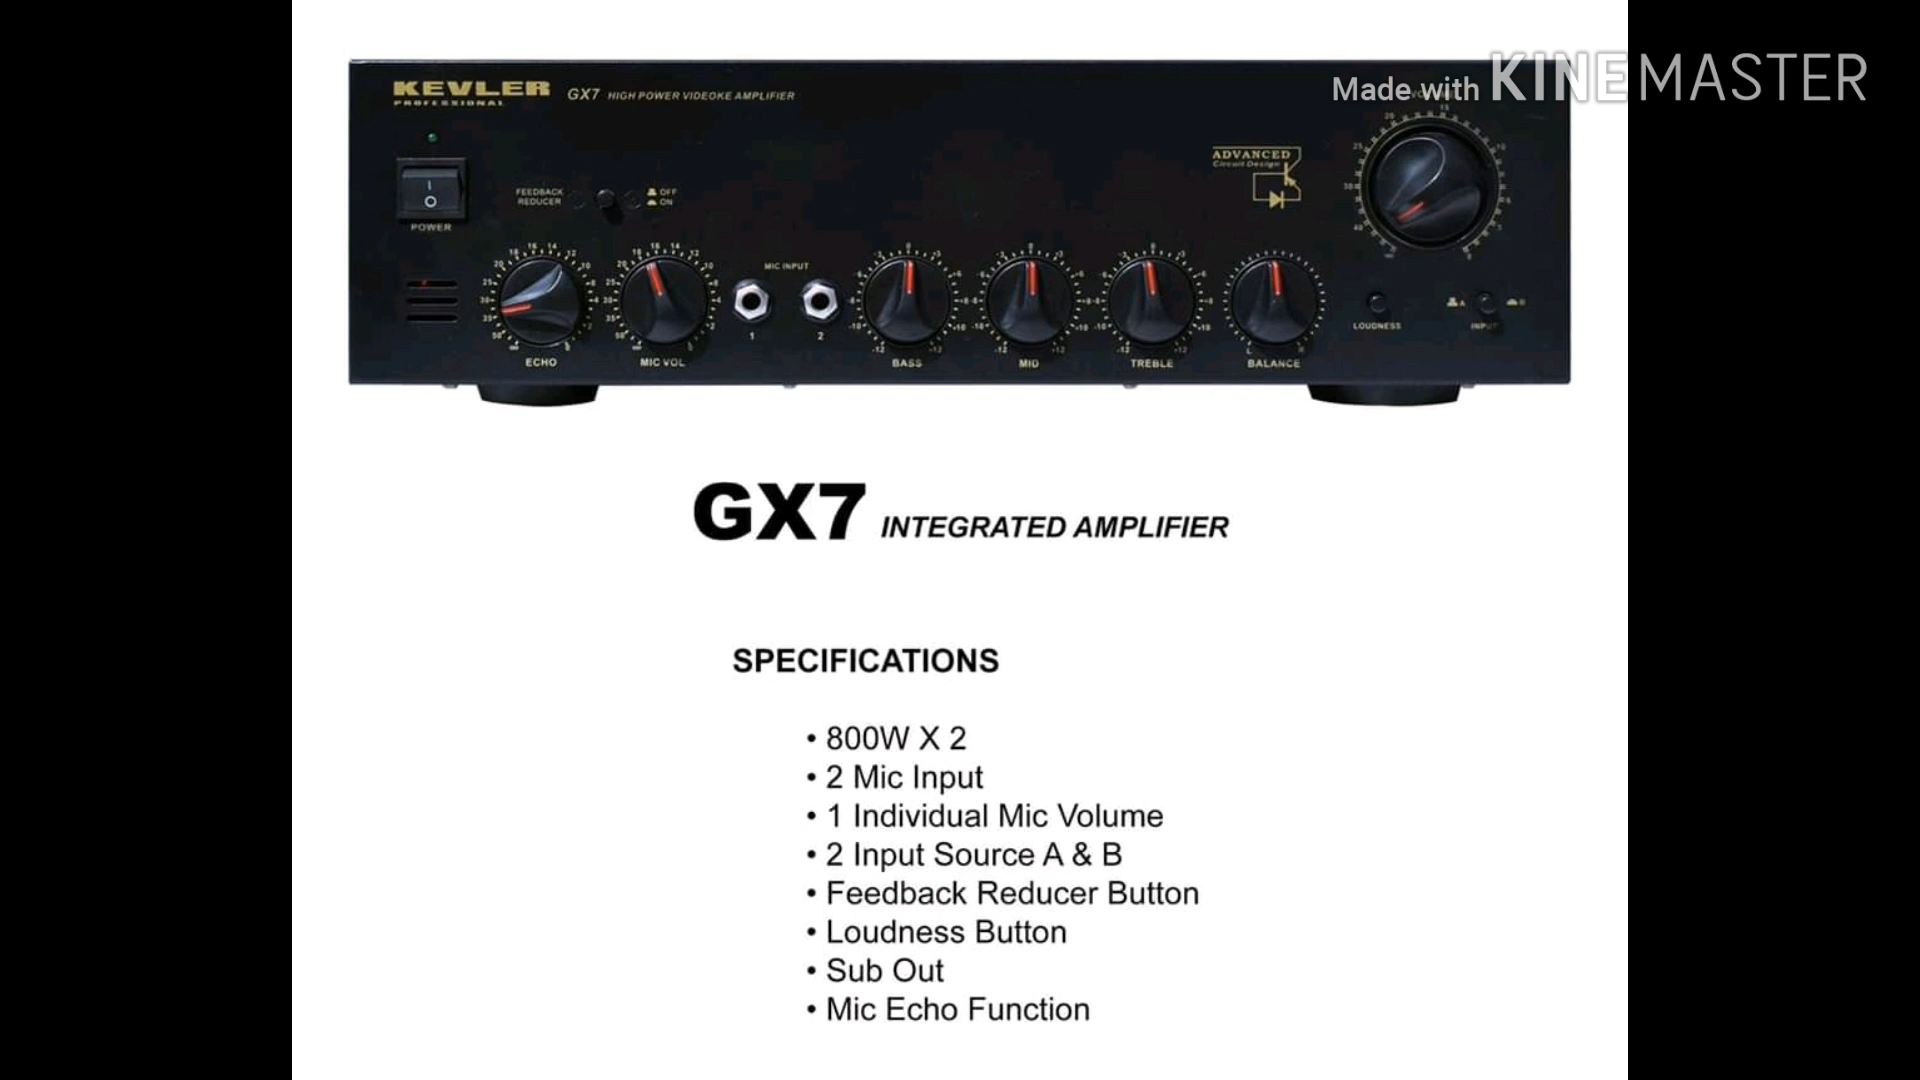 Made with KINEMASTER
KEVLER
PROFESSIONAL
GX7 HIGH POWER VIDEOKE AMPLIFIER
ADVANCED
Circuit Design
FEEDBACK
REDUCER
OFF
ON
POWER
MIC INPUT
1
2
ECHO
MIC VOL
BASS
MID
TREBLE
BALANCE
LOUDNESS
INPUT
A
B
GX7 INTEGRATED AMPLIFIER
SPECIFICATIONS
• 800W X 2
• 2 Mic Input
• 1 Individual Mic Volume
• 2 Input Source A & B
• Feedback Reducer Button
• Loudness Button
• Sub Out
• Mic Echo Function